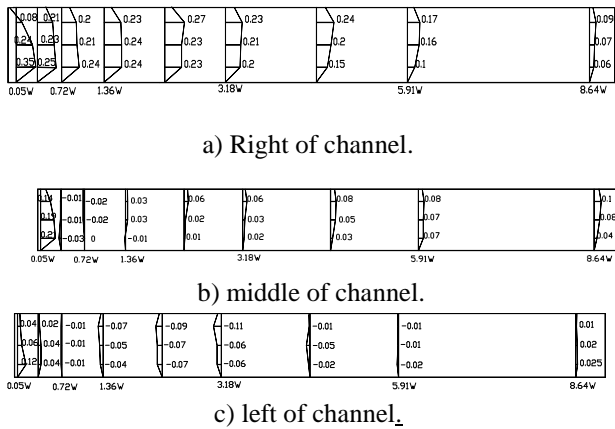 0.08 0.21 0.2 0.23 0.27 0.23 0.24 0.17 0.09
0.24 0.23 0.21 0.24 0.24 0.21 0.2 0.16 0.07
0.35 0.25 0.24 0.24 0.23 0.2 0.15 0.1 0.06
0.05W 0.72W 1.36W 3.18W 5.91W 8.64W
a) Right of channel.
0.14 -0.01 -0.02 0.03 0.06 0.06 0.08 0.08 0.1
0.19 -0.01 -0.02 0.03 0.02 0.03 0.05 0.07 0.08
0.21 -0.03 0 -0.01 0.01 0.02 0.03 0.07 0.04
0.05W 0.72W 1.36W 3.18W 5.91W 8.64W
b) middle of channel.
0.04 0.02 -0.01 -0.07 -0.09 -0.11 -0.01 -0.01 0.01
0.06 0.04 -0.01 -0.05 -0.07 -0.06 -0.05 -0.01 0.02
0.12 0.04 -0.01 -0.04 -0.07 -0.06 -0.02 -0.02 0.025
0.05W 0.72W 1.36W 3.18W 5.91W 8.64W
c) left of channel.